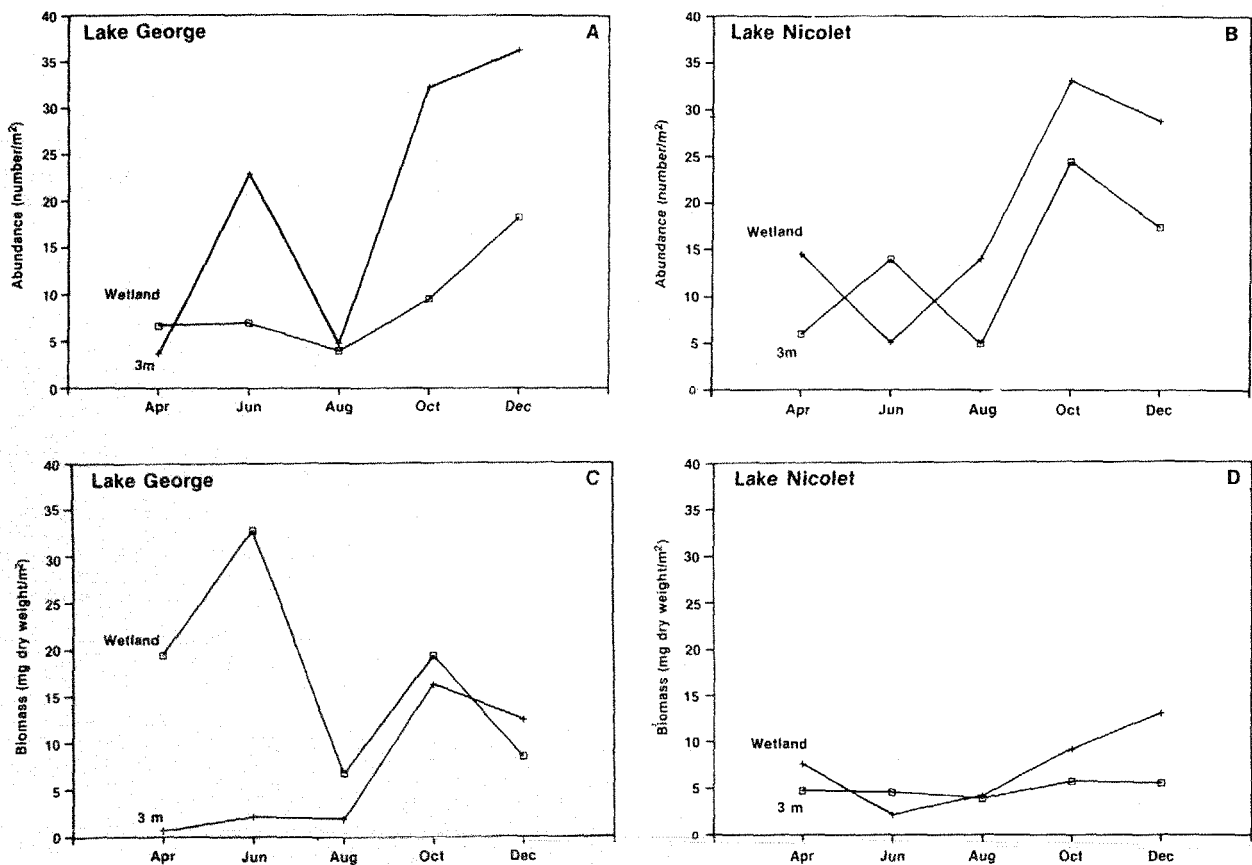 Lake George
A
Abundance (number/m²)
40
35
30
25
20
15
10
5
0
Wetland
3m
Apr Jun Aug Oct Dec
Lake Nicolet
B
Abundance (number/m²)
40
35
30
25
20
15
10
5
0
Wetland
3m
Apr Jun Aug Oct Dec
Lake George
C
Biomass (mg dry weight/m²)
40
35
30
25
20
15
10
5
0
Wetland
3 m
Apr Jun Aug Oct Dec
Lake Nicolet
D
Biomass (mg dry weight/m²)
40
35
30
25
20
15
10
5
0
Wetland
3 m
Apr Jun Aug Oct Dec